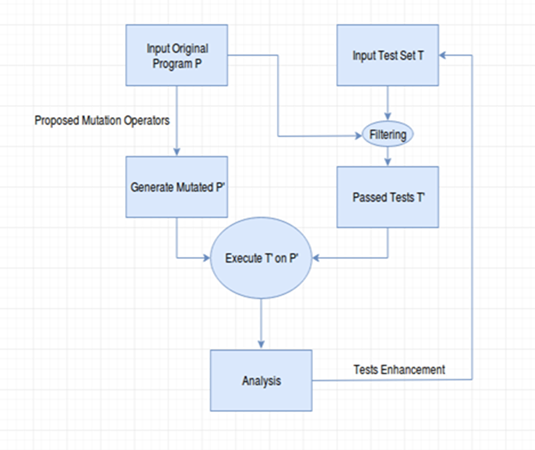 Input Original
Program P
Input Test Set T
Proposed Mutation Operators
Filtering
Generate Mutated P'
Passed Tests T'
Execute T' on P'
Analysis
Tests Enhancement